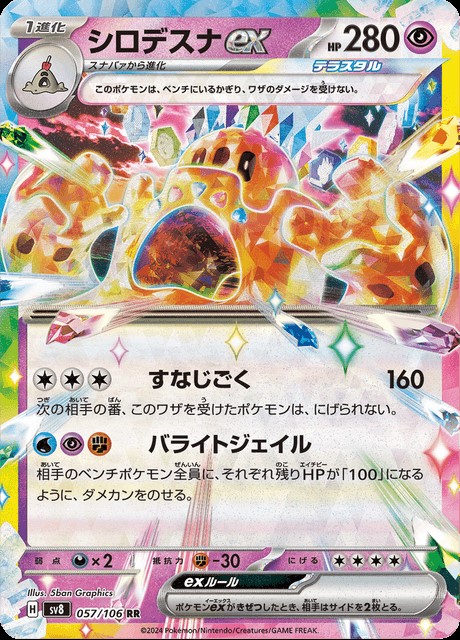 1進化
シロデスナex
HP 280
スナバァから進化
テラスタル
このポケモンは、ベンチにいるかぎり、ワザのダメージを受けない。
すなじごく 160
次の相手の番、このワザを受けたポケモンは、にげられない。
バライトジェイル
相手のベンチポケモン全員に、それぞれ残りHPが「100」になる
ように、ダメカンをのせる。
弱点 ×2 抵抗力 -30 にげる
Illus. 5ban Graphics
exルール
ポケモンexがきぜつしたとき、相手はサイドを2枚とる。
H sv8 057/106 RR
©2024 Pokémon/Nintendo/Creatures/GAME FREAK.